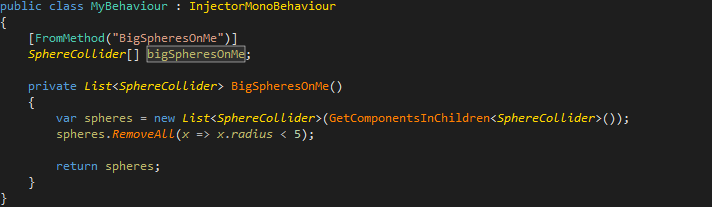 public class MyBehaviour : InjectorMonoBehaviour
{
    [FromMethod("BigSpheresOnMe")]
    SphereCollider[] bigSpheresOnMe;

    private List<SphereCollider> BigSpheresOnMe()
    {
        var spheres = new List<SphereCollider>(GetComponentsInChildren<SphereCollider>());
        spheres.RemoveAll(x => x.radius < 5);

        return spheres;
    }
}